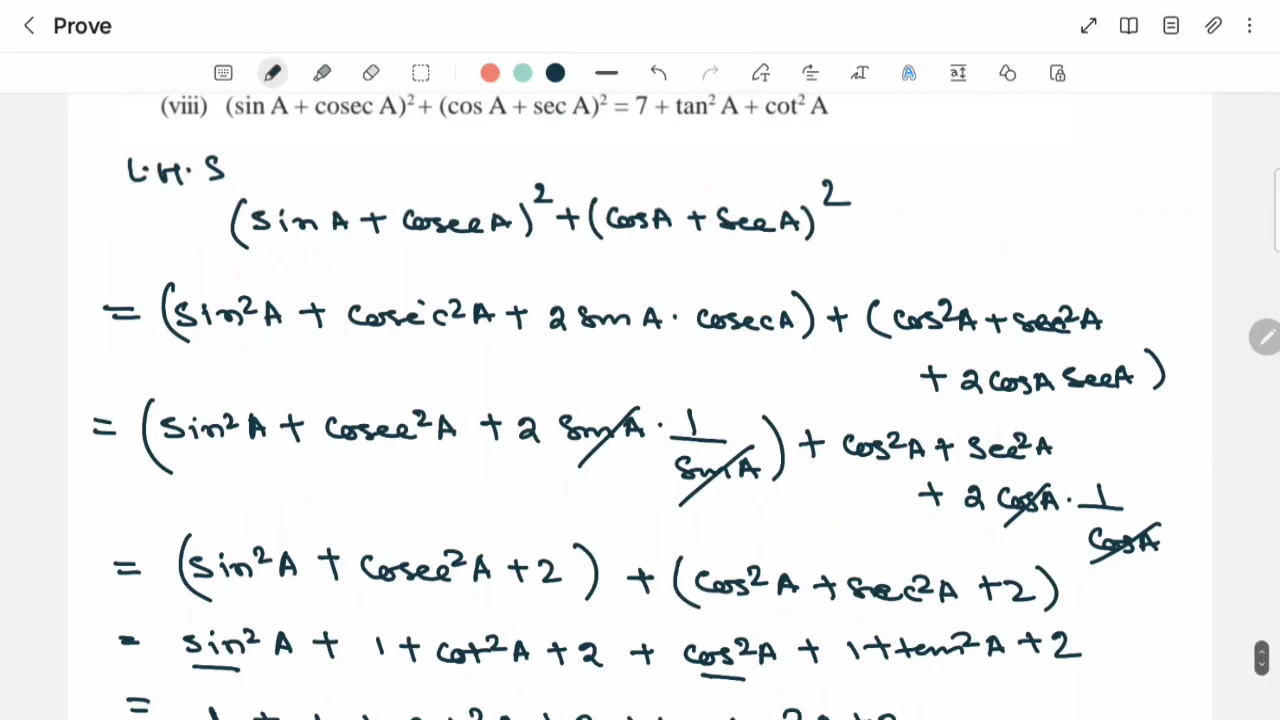 Prove
(viii) (sin A + cosec A)² + (cos A + sec A)² = 7 + tan² A + cot² A
L.H.S
(sin A + cosec A)² + (cos A + sec A)²
= (sin²A + cosec²A + 2 sin A · cosec A) + (cos²A + sec²A
+ 2 cos A sec A)
= (sin²A + cosec²A + 2 sin A · 1/sin A) + cos²A + sec²A
+ 2 cos A · 1/cos A
= (sin²A + cosec²A + 2) + (cos²A + sec²A + 2)
= sin²A + 1 + cot²A + 2 + cos²A + 1 + tan²A + 2
=